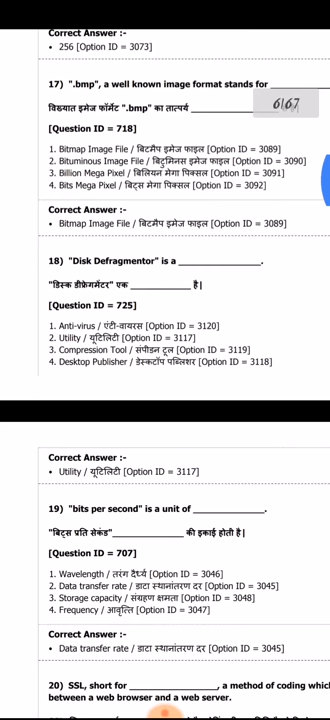 Correct Answer :-
• 256 [Option ID = 3073]
17) ".bmp", a well known image format stands for ________
विख्यात इमेज फॉर्मेट ".bmp" का तात्पर्य ________
6/67
[Question ID = 718]
1. Bitmap Image File / बिटमैप इमेज फाइल [Option ID = 3089]
2. Bituminous Image File / बिटुमिनस इमेज फाइल [Option ID = 3090]
3. Billion Mega Pixel / बिलियन मेगा पिक्सल [Option ID = 3091]
4. Bits Mega Pixel / बिट्स मेगा पिक्सल [Option ID = 3092]
Correct Answer :-
• Bitmap Image File / बिटमैप इमेज फाइल [Option ID = 3089]
18) "Disk Defragmentor" is a ________.
"डिस्क डीफ्रेगमेंटर" एक ________ है|
[Question ID = 725]
1. Anti-virus / एंटी-वायरस [Option ID = 3120]
2. Utility / यूटिलिटी [Option ID = 3117]
3. Compression Tool / संपीडन टूल [Option ID = 3119]
4. Desktop Publisher / डेस्कटॉप पब्लिशर [Option ID = 3118]
Correct Answer :-
• Utility / यूटिलिटी [Option ID = 3117]
19) "bits per second" is a unit of ________.
"बिट्स प्रति सेकंड"________ की इकाई होती है|
[Question ID = 707]
1. Wavelength / तरंग दैर्ध्य [Option ID = 3046]
2. Data transfer rate / डाटा स्थानांतरण दर [Option ID = 3045]
3. Storage capacity / संग्रहण क्षमता [Option ID = 3048]
4. Frequency / आवृत्ति [Option ID = 3047]
Correct Answer :-
• Data transfer rate / डाटा स्थानांतरण दर [Option ID = 3045]
20) SSL, short for ________, a method of coding whic
between a web browser and a web server.